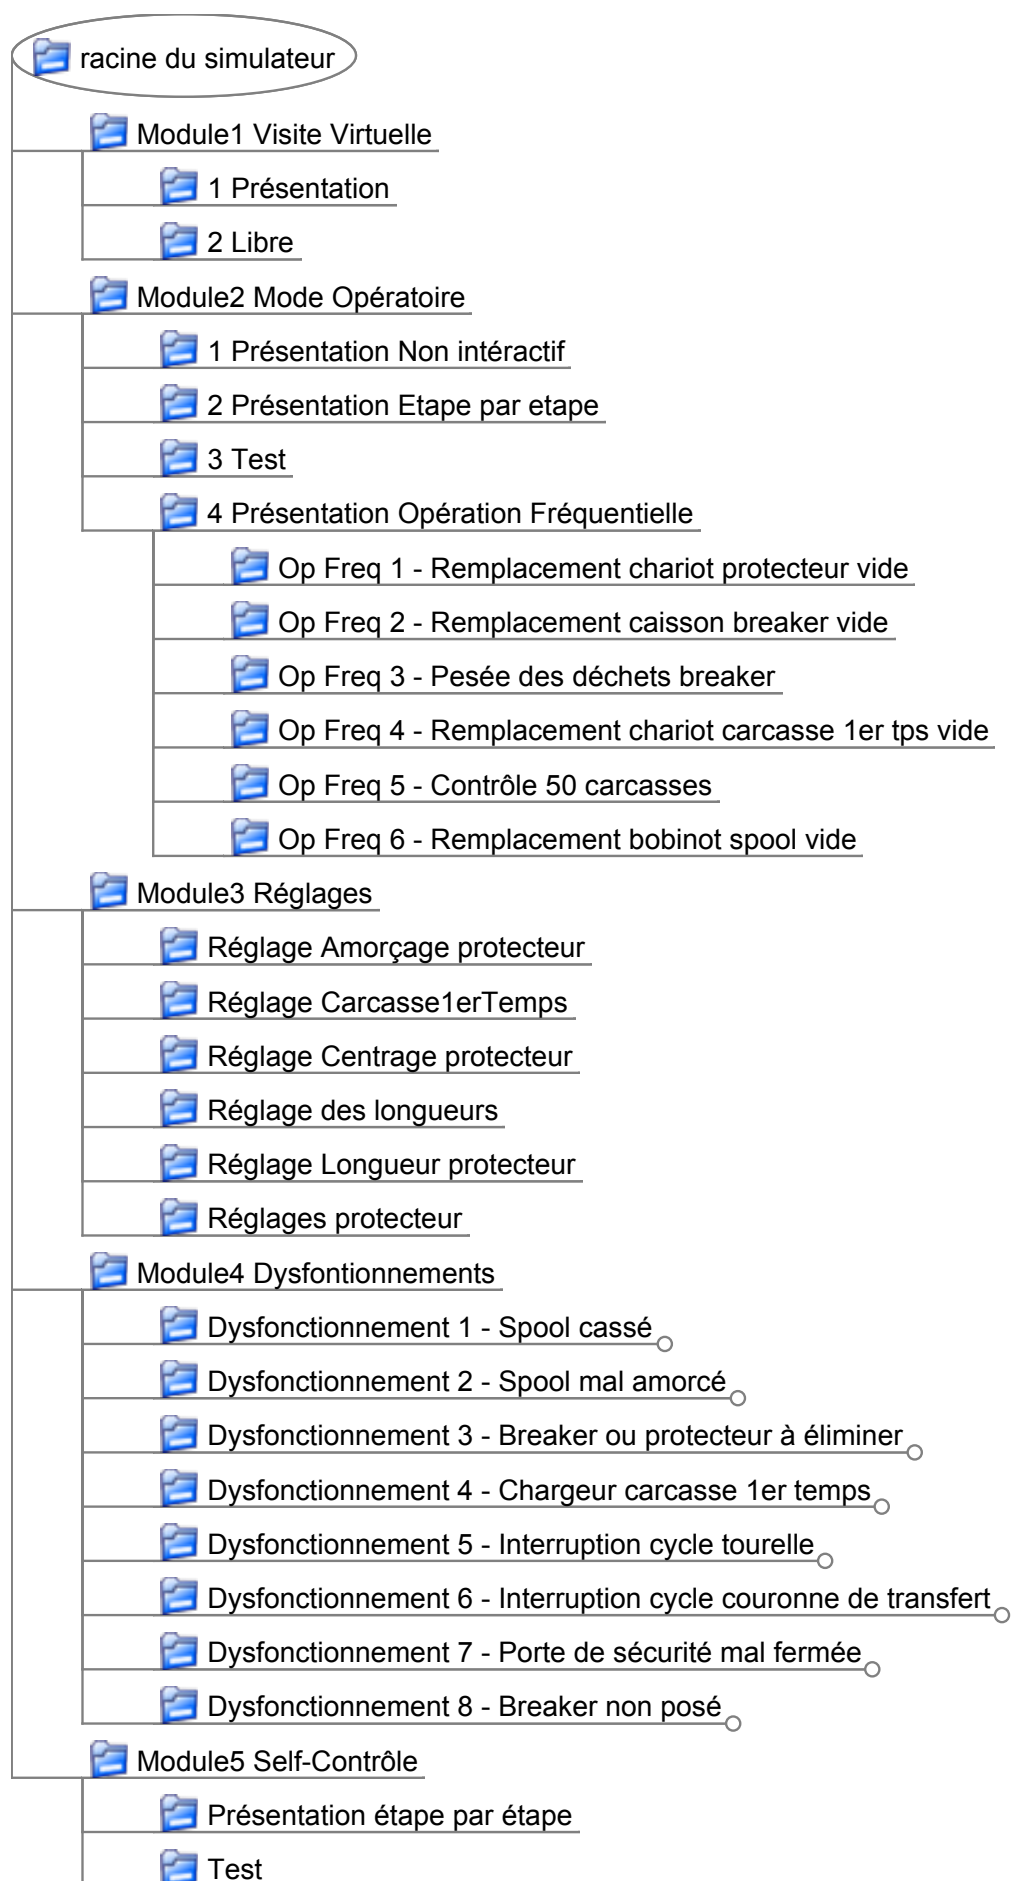 racine du simulateur
Module1 Visite Virtuelle
1 Présentation
2 Libre
Module2 Mode Opératoire
1 Présentation Non intéractif
2 Présentation Etape par etape
3 Test
4 Présentation Opération Fréquentielle
Op Freq 1 - Remplacement chariot protecteur vide
Op Freq 2 - Remplacement caisson breaker vide
Op Freq 3 - Pesée des déchets breaker
Op Freq 4 - Remplacement chariot carcasse 1er tps vide
Op Freq 5 - Contrôle 50 carcasses
Op Freq 6 - Remplacement bobinot spool vide
Module3 Réglages
Réglage Amorçage protecteur
Réglage Carcasse1erTemps
Réglage Centrage protecteur
Réglage des longueurs
Réglage Longueur protecteur
Réglages protecteur
Module4 Dysfontionnements
Dysfonctionnement 1 - Spool cassé
Dysfonctionnement 2 - Spool mal amorcé
Dysfonctionnement 3 - Breaker ou protecteur à éliminer
Dysfonctionnement 4 - Chargeur carcasse 1er temps
Dysfonctionnement 5 - Interruption cycle tourelle
Dysfonctionnement 6 - Interruption cycle couronne de transfert
Dysfonctionnement 7 - Porte de sécurité mal fermée
Dysfonctionnement 8 - Breaker non posé
Module5 Self-Contrôle
Présentation étape par étape
Test